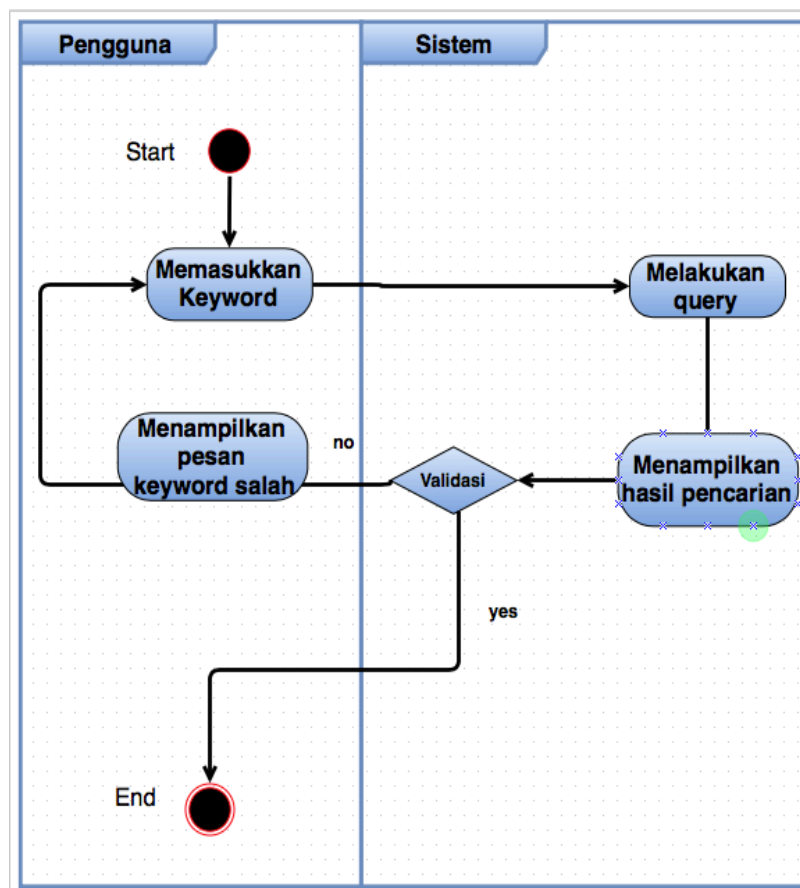 Pengguna
Sistem
Start
Memasukkan
Keyword
Melakukan
query
Menampilkan
pesan
keyword salah
no
Validasi
Menampilkan
hasil pencarian
yes
End